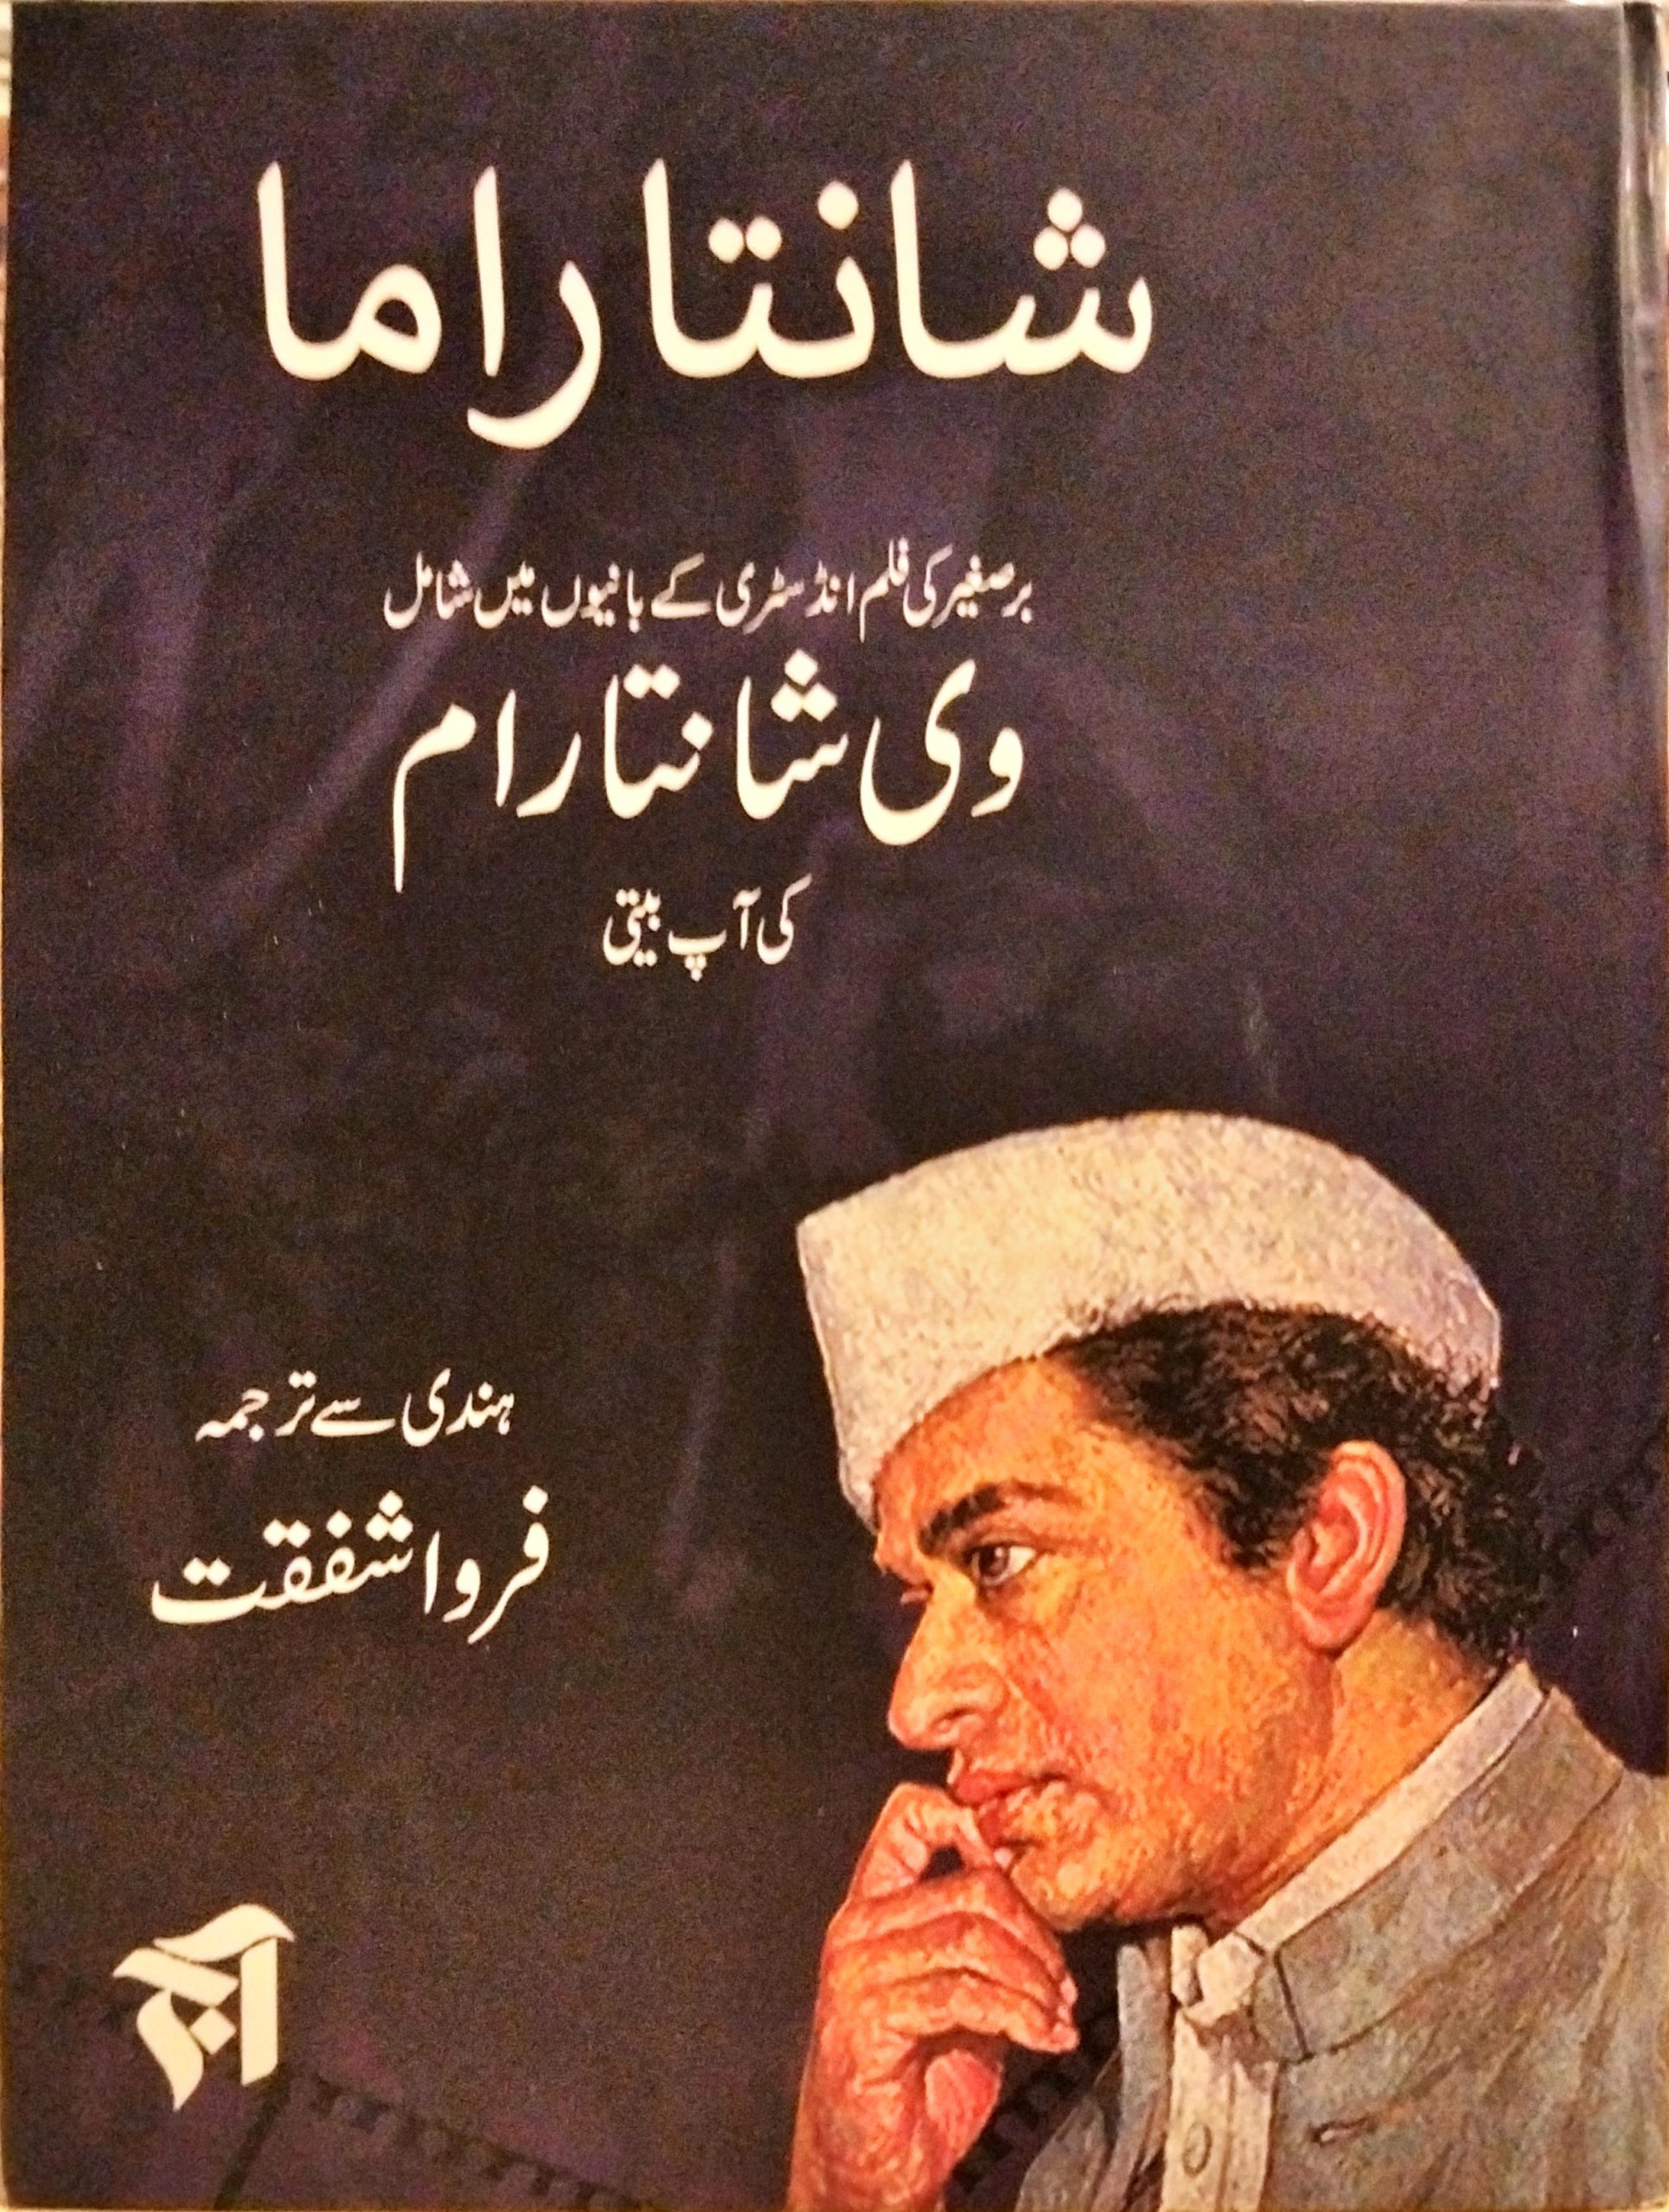 شانتاراما
برصغیر کی فلم انڈسٹری کے بانیوں میں شامل
وی شانتارام
کی آپ بیتی
ہندی سے ترجمہ
فروا شفقت
آج